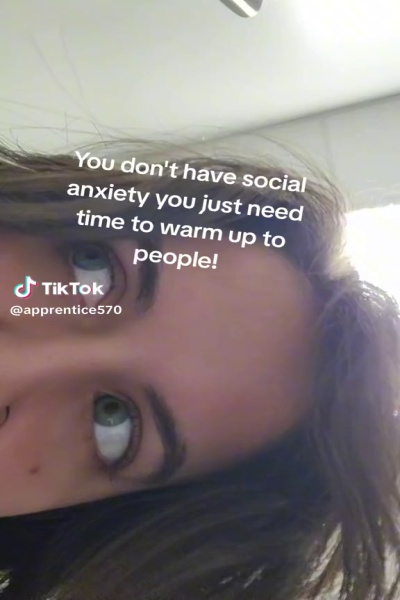 You don't have social
anxiety you just need
time to warm up to
people!
TikTok
@apprentice570